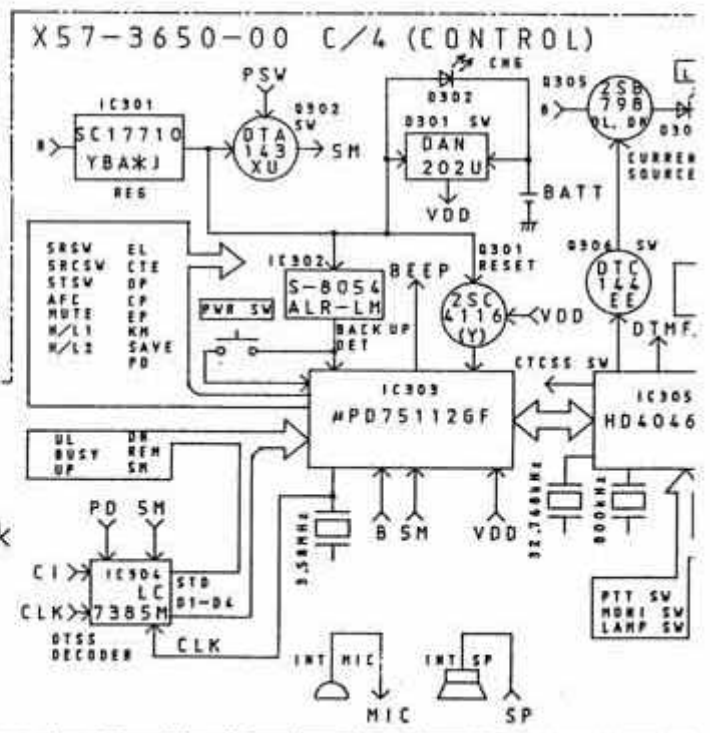 X57-3650-00 C/4 (CONTROL)
PSW
CHG
Q305
IC301
Q302
SW
D302
2SB
798
SC17710
YBAЖJ
REG
DTA
143
XU
SM
D301 SW
DAN
202U
VDD
BATT
B
DL, DN
CURREN
SOURCE
SRSW EL
SRCSW CTE
STSW DP
AFC CP
MUTE EP
H/L1 KM
H/L2 SAVE
PD
IC302
S-8054
ALR-LM
BACK UP
DET
PWR SW
BEEP
Q301
RESET
2SC
4116
(Y)
VDD
Q304 SW
DTC
144
EE
DTMF
CTCSS SW
IC303
µPD75112GF
IC305
HD4046
UL DN
BUSY REM
UP SM
PD SM
3.58MHz
B SM VDD
32.768kHz
800kHz
CI
CLK
IC304
LC
7385M
STD
D1-D4
DTSS
DECODER
CLK
PTT SW
MONI SW
LAMP SW
INT MIC
MIC
INT SP
SP